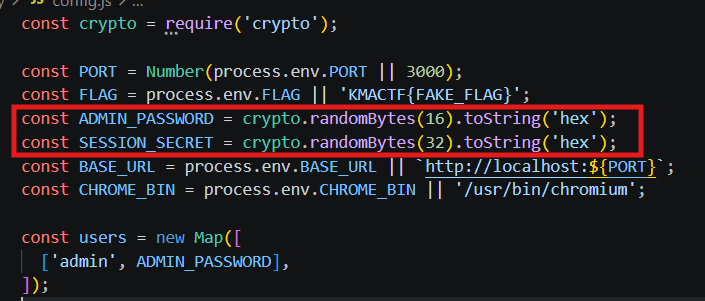 config.js > ...
const crypto = require('crypto');
const PORT = Number(process.env.PORT || 3000);
const FLAG = process.env.FLAG || 'KMACTF{FAKE_FLAG}';
const ADMIN_PASSWORD = crypto.randomBytes(16).toString('hex');
const SESSION_SECRET = crypto.randomBytes(32).toString('hex');
const BASE_URL = process.env.BASE_URL || `http://localhost:${PORT}`;
const CHROME_BIN = process.env.CHROME_BIN || '/usr/bin/chromium';
const users = new Map([
  ['admin', ADMIN_PASSWORD],
]);